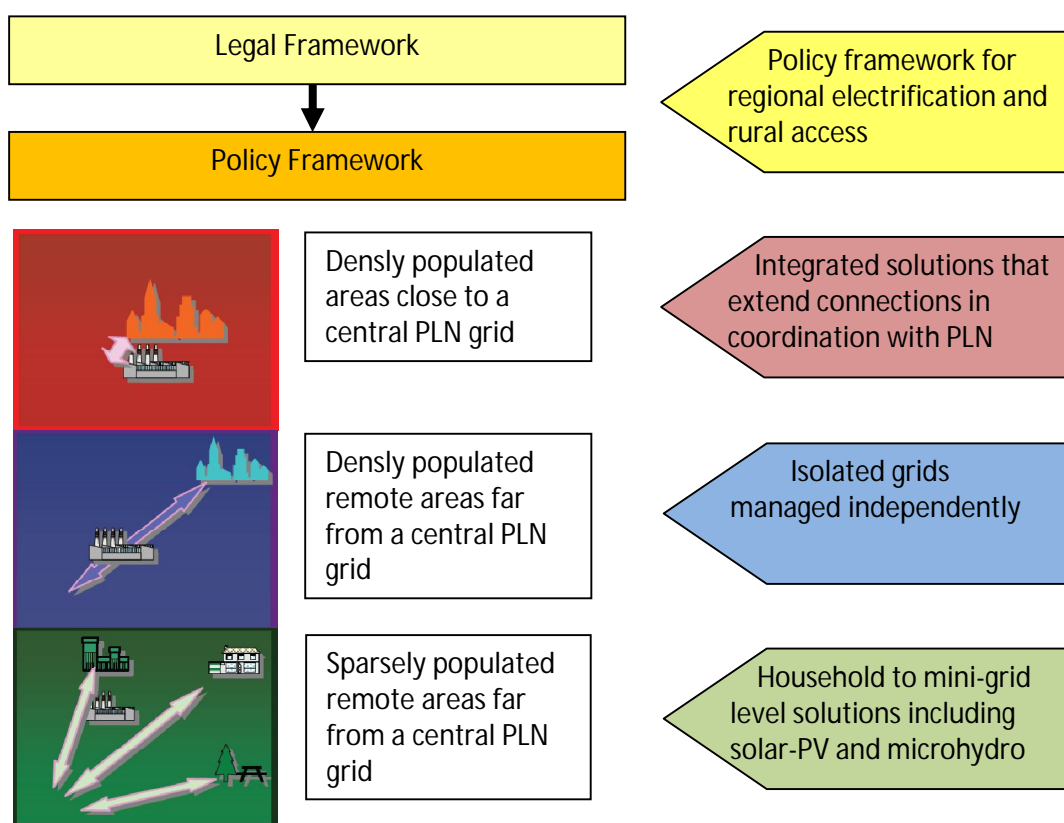 Legal Framework
Policy framework for
regional electrification and
rural access
Policy Framework
Densly populated
areas close to a
central PLN grid
Integrated solutions that
extend connections in
coordination with PLN
Densly populated
remote areas far
from a central PLN
grid
Isolated grids
managed independently
Sparsely populated
remote areas far
from a central PLN
grid
Household to mini-grid
level solutions including
solar-PV and microhydro